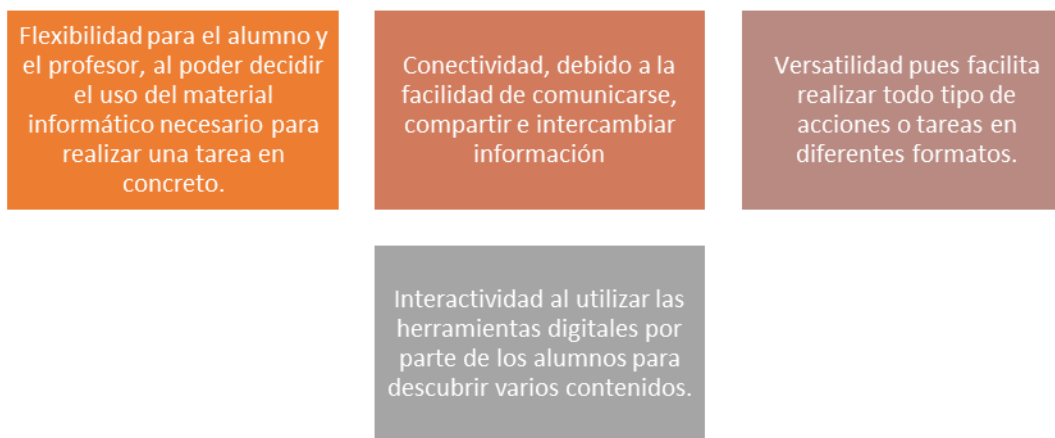 Flexibilidad para el alumno y
el profesor, al poder decidir
el uso del material
informático necesario para
realizar una tarea en
concreto.
Conectividad, debido a la
facilidad de comunicarse,
compartir e intercambiar
información
Versatilidad pues facilita
realizar todo tipo de
acciones o tareas en
diferentes formatos.
Interactividad al utilizar las
herramientas digitales por
parte de los alumnos para
descubrir varios contenidos.